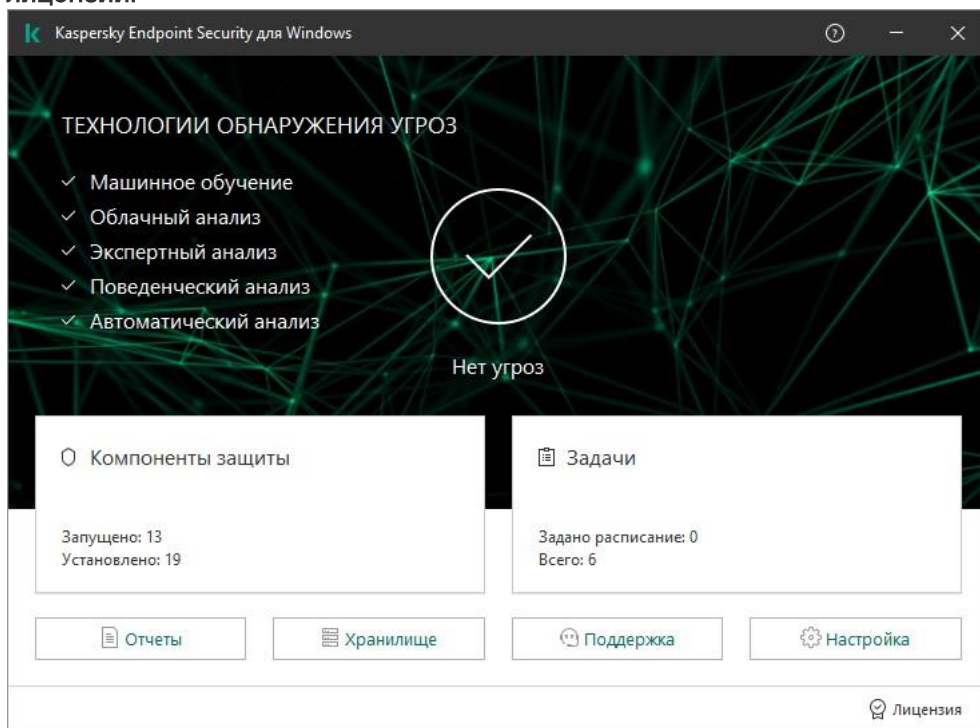 Kaspersky Endpoint Security для Windows
ТЕХНОЛОГИИ ОБНАРУЖЕНИЯ УГРОЗ
Машинное обучение
Облачный анализ
Экспертный анализ
Поведенческий анализ
Автоматический анализ
Нет угроз
Компоненты защиты
Запущено: 13
Установлено: 19
Задачи
Задано расписание: 0
Всего: 6
Отчеты
Хранилище
Поддержка
Настройка
Лицензия